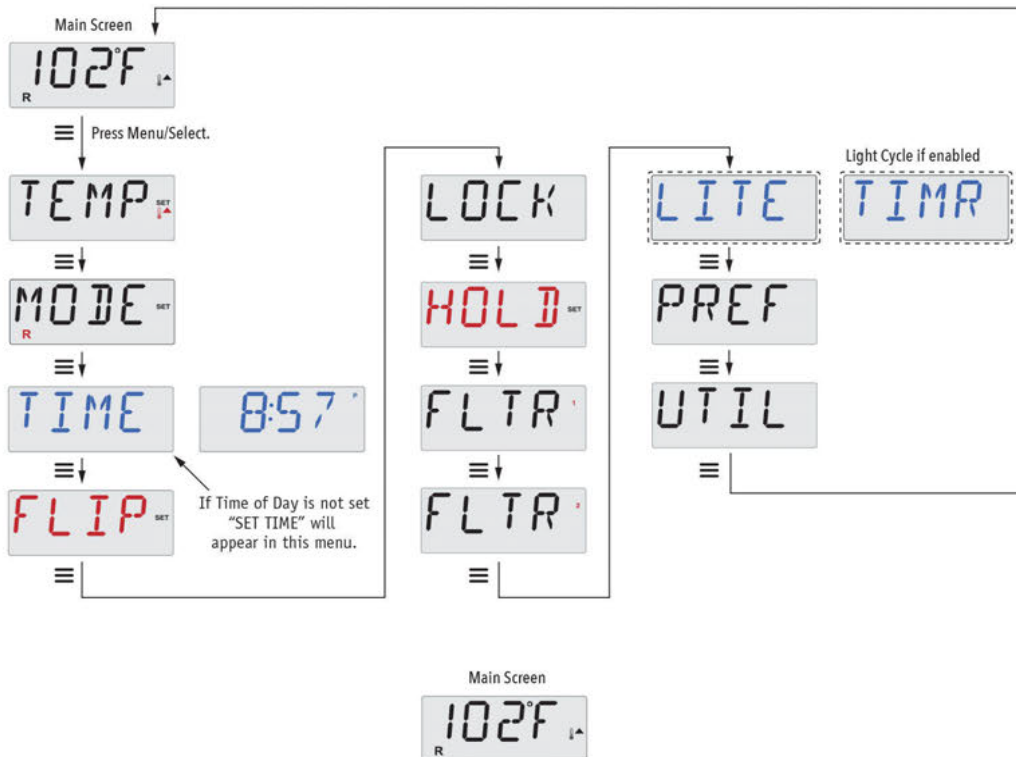 Main Screen
102°F
R
Press Menu/Select.
TEMP SET
MODE SET
R
TIME 8:57 P
If Time of Day is not set
“SET TIME” will
appear in this menu.
FLIP SET
LOCK
HOLD SET
FLTR 1
FLTR 2
Light Cycle if enabled
LITE TIMR
PREF
UTIL
Main Screen
102°F
R